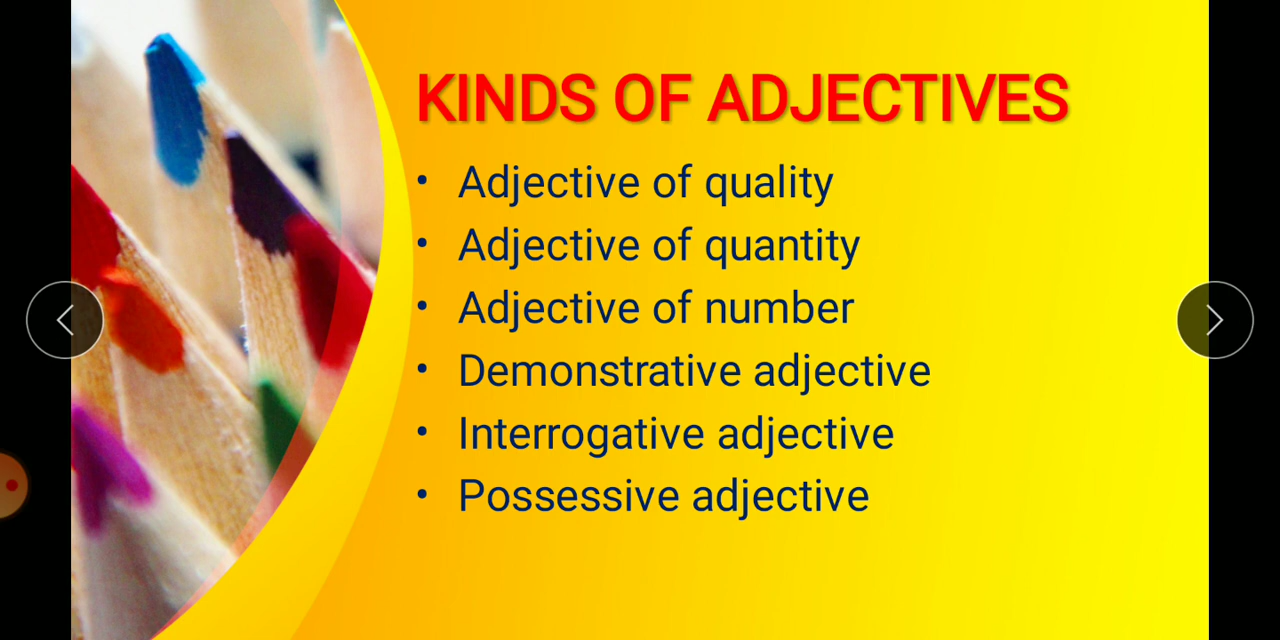 KINDS OF ADJECTIVES
• Adjective of quality
• Adjective of quantity
• Adjective of number
• Demonstrative adjective
• Interrogative adjective
• Possessive adjective